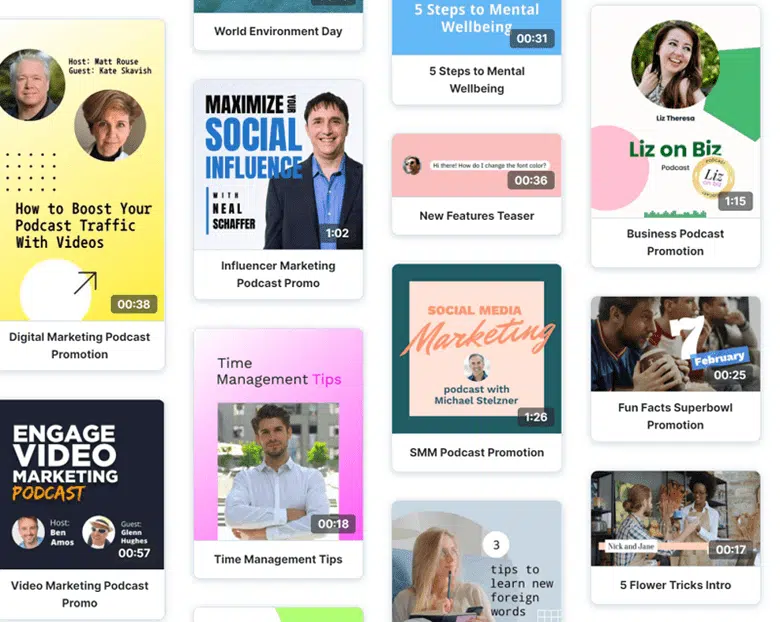 Host: Matt Rouse
Guest: Kate Skavish
How to Boost Your
Podcast Traffic
With Videos
00:38
Digital Marketing Podcast
Promotion
ENGAGE
VIDEO
MARKETING
PODCAST
Host:
Ben
Amos
Guest:
Glenn
Hughes
00:57
Video Marketing Podcast
Promo
World Environment Day
MAXIMIZE YOUR
SOCIAL
INFLUENCE
WITH
NEAL
SCHAFFER
1:02
Influencer Marketing
Podcast Promo
Time
Management Tips
00:18
Time Management Tips
5 Steps to Mental
Wellbeing
00:31
5 Steps to Mental
Wellbeing
Hi there! How do I change the font color?
00:36
New Features Teaser
SOCIAL MEDIA
Marketing
podcast with
Michael Stelzner
1:26
SMM Podcast Promotion
3
tips to
learn new
foreign
words
Liz Theresa
Liz on Biz
Podcast
PODCAST
Liz
on biz
1:15
Business Podcast
Promotion
7
February
00:25
Fun Facts Superbowl
Promotion
Nick and Jane
00:17
5 Flower Tricks Intro